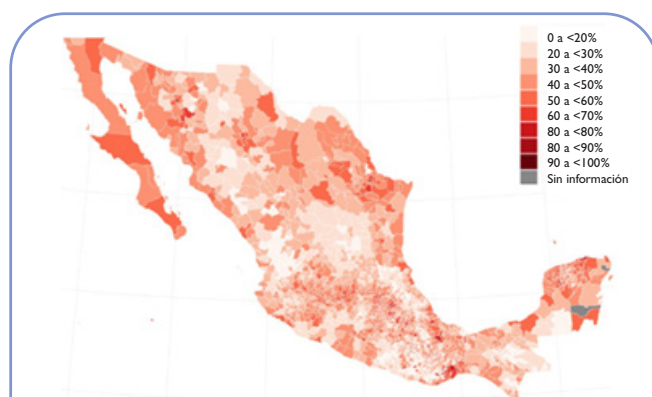 0 a <20%
20 a <30%
30 a <40%
40 a <50%
50 a <60%
60 a <70%
80 a <80%
80 a <90%
90 a <100%
Sin información